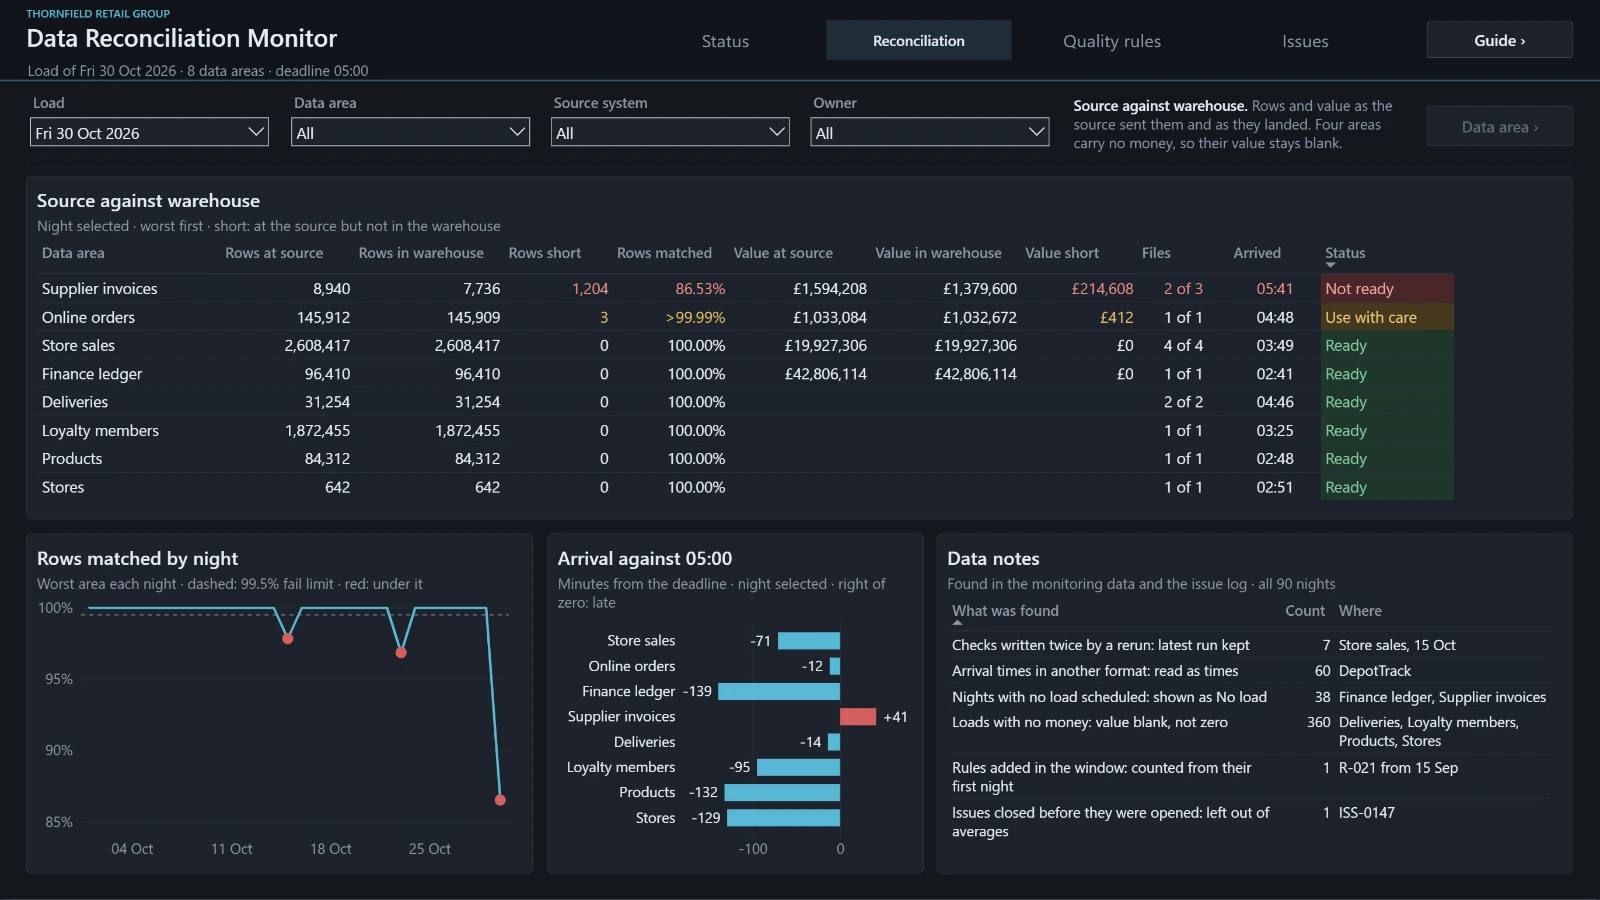 THORNFIELD RETAIL GROUP
Data Reconciliation Monitor
Load of Fri 30 Oct 2026 · 8 data areas · deadline 05:00
Status
Reconciliation
Quality rules
Issues
Guide ›
Load
Data area
Source system
Owner
Fri 30 Oct 2026
All
All
All
Source against warehouse. Rows and value as the
source sent them and as they landed. Four areas
carry no money, so their value stays blank.
Data area ›
Source against warehouse
Night selected · worst first · short: at the source but not in the warehouse
Data area Rows at source Rows in warehouse Rows short Rows matched Value at source Value in warehouse Value short Files Arrived Status
Supplier invoices 8,940 7,736 1,204 86.53% £1,594,208 £1,379,600 £214,608 2 of 3 05:41 Not ready
Online orders 145,912 145,909 3 >99.99% £1,033,084 £1,032,672 £412 1 of 1 04:48 Use with care
Store sales 2,608,417 2,608,417 0 100.00% £19,927,306 £19,927,306 £0 4 of 4 03:49 Ready
Finance ledger 96,410 96,410 0 100.00% £42,806,114 £42,806,114 £0 1 of 1 02:41 Ready
Deliveries 31,254 31,254 0 100.00% 2 of 2 04:46 Ready
Loyalty members 1,872,455 1,872,455 0 100.00% 1 of 1 03:25 Ready
Products 84,312 84,312 0 100.00% 1 of 1 02:48 Ready
Stores 642 642 0 100.00% 1 of 1 02:51 Ready
Rows matched by night
Worst area each night · dashed: 99.5% fail limit · red: under it
100%
95%
90%
85%
04 Oct 11 Oct 18 Oct 25 Oct
Arrival against 05:00
Minutes from the deadline · night selected · right of
zero: late
Store sales -71
Online orders -12
Finance ledger -139
Supplier invoices +41
Deliveries -14
Loyalty members -95
Products -132
Stores -129
-100 0
Data notes
Found in the monitoring data and the issue log · all 90 nights
What was found Count Where
Checks written twice by a rerun: latest run kept 7 Store sales, 15 Oct
Arrival times in another format: read as times 60 DepotTrack
Nights with no load scheduled: shown as No load 38 Finance ledger, Supplier invoices
Loads with no money: value blank, not zero 360 Deliveries, Loyalty members,
Products, Stores
Rules added in the window: counted from their 1 R-021 from 15 Sep
first night
Issues closed before they were opened: left out of 1 ISS-0147
averages